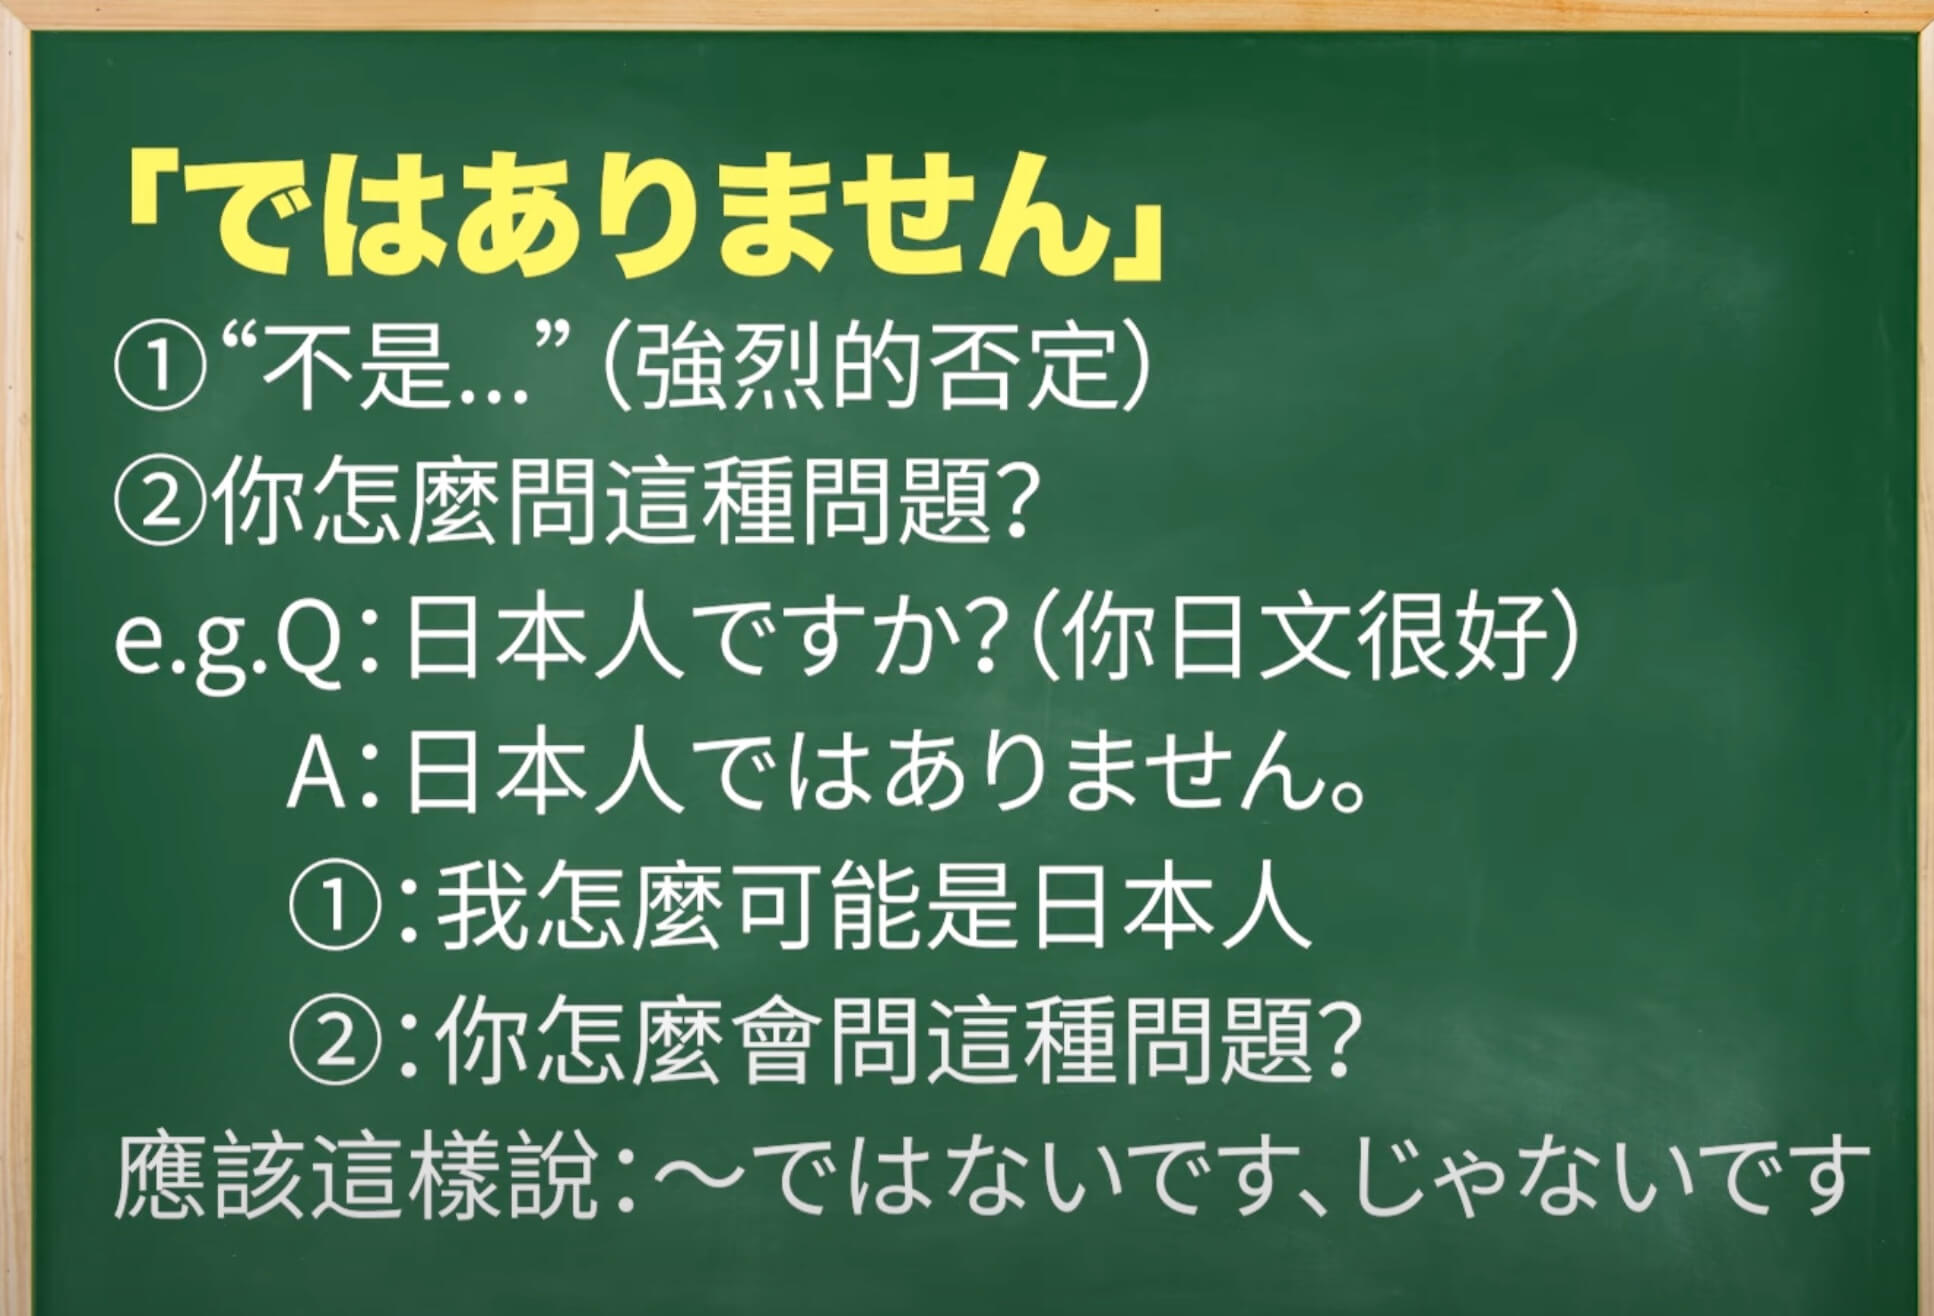 「ではありません」
①“不是...”（強烈的否定）
②你怎麼問這種問題？
e.g.Q：日本人ですか？（你日文很好）
A：日本人ではありません。
①：我怎麼可能是日本人
②：你怎麼會問這種問題？
應該這樣說：～ではないです、じゃないです